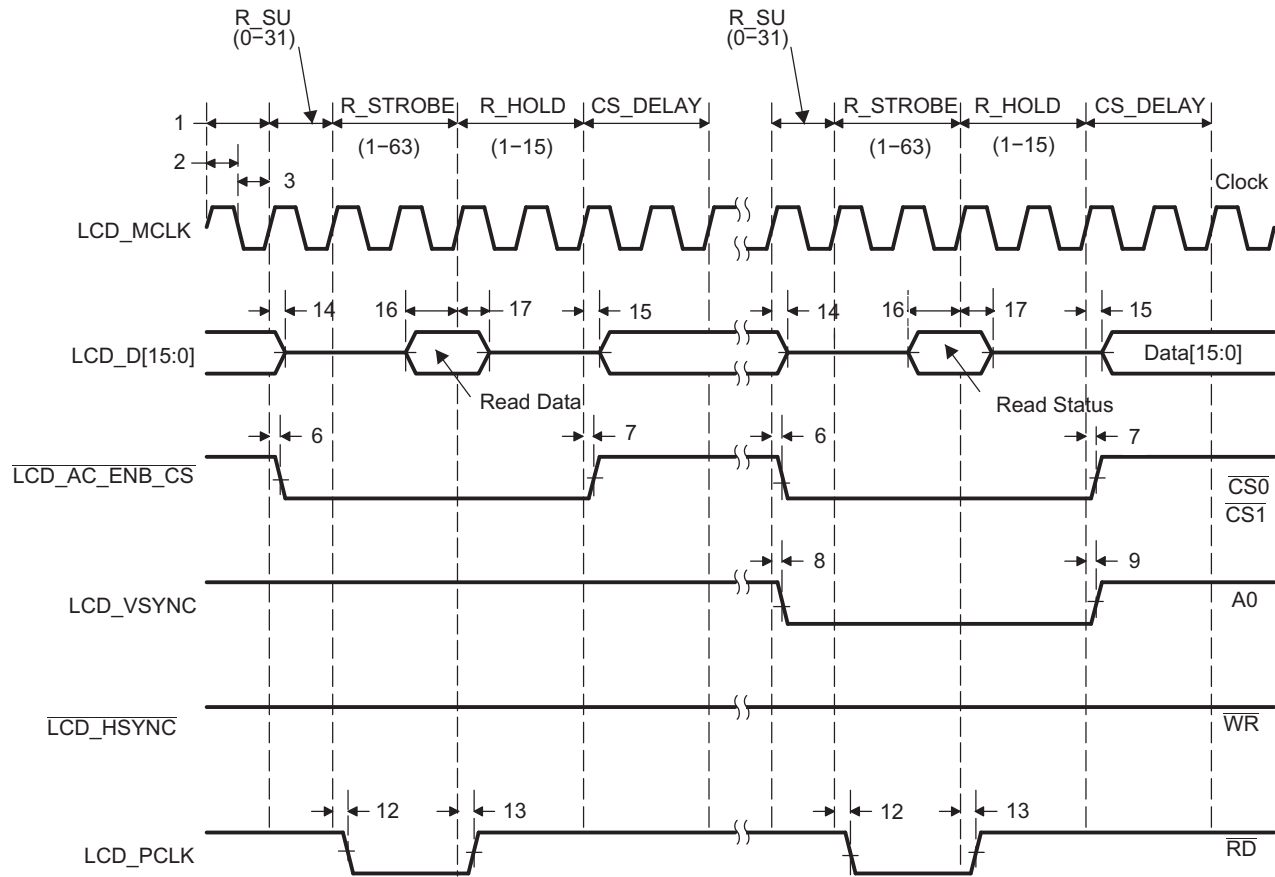 R_SU
(0−31)
R_SU
(0−31)
R_STROBE R_HOLD CS_DELAY
R_STROBE R_HOLD CS_DELAY
1
(1−63) (1−15)
(1−63) (1−15)
2
3
Clock
LCD_MCLK
14 16 17 15
14 16 17 15
LCD_D[15:0]
Data[15:0]
Read Data
Read Status
6 7
6 7
LCD_AC_ENB_CS
CS0
CS1
8 9
LCD_VSYNC
A0
LCD_HSYNC
WR
12 13
12 13
LCD_PCLK
RD